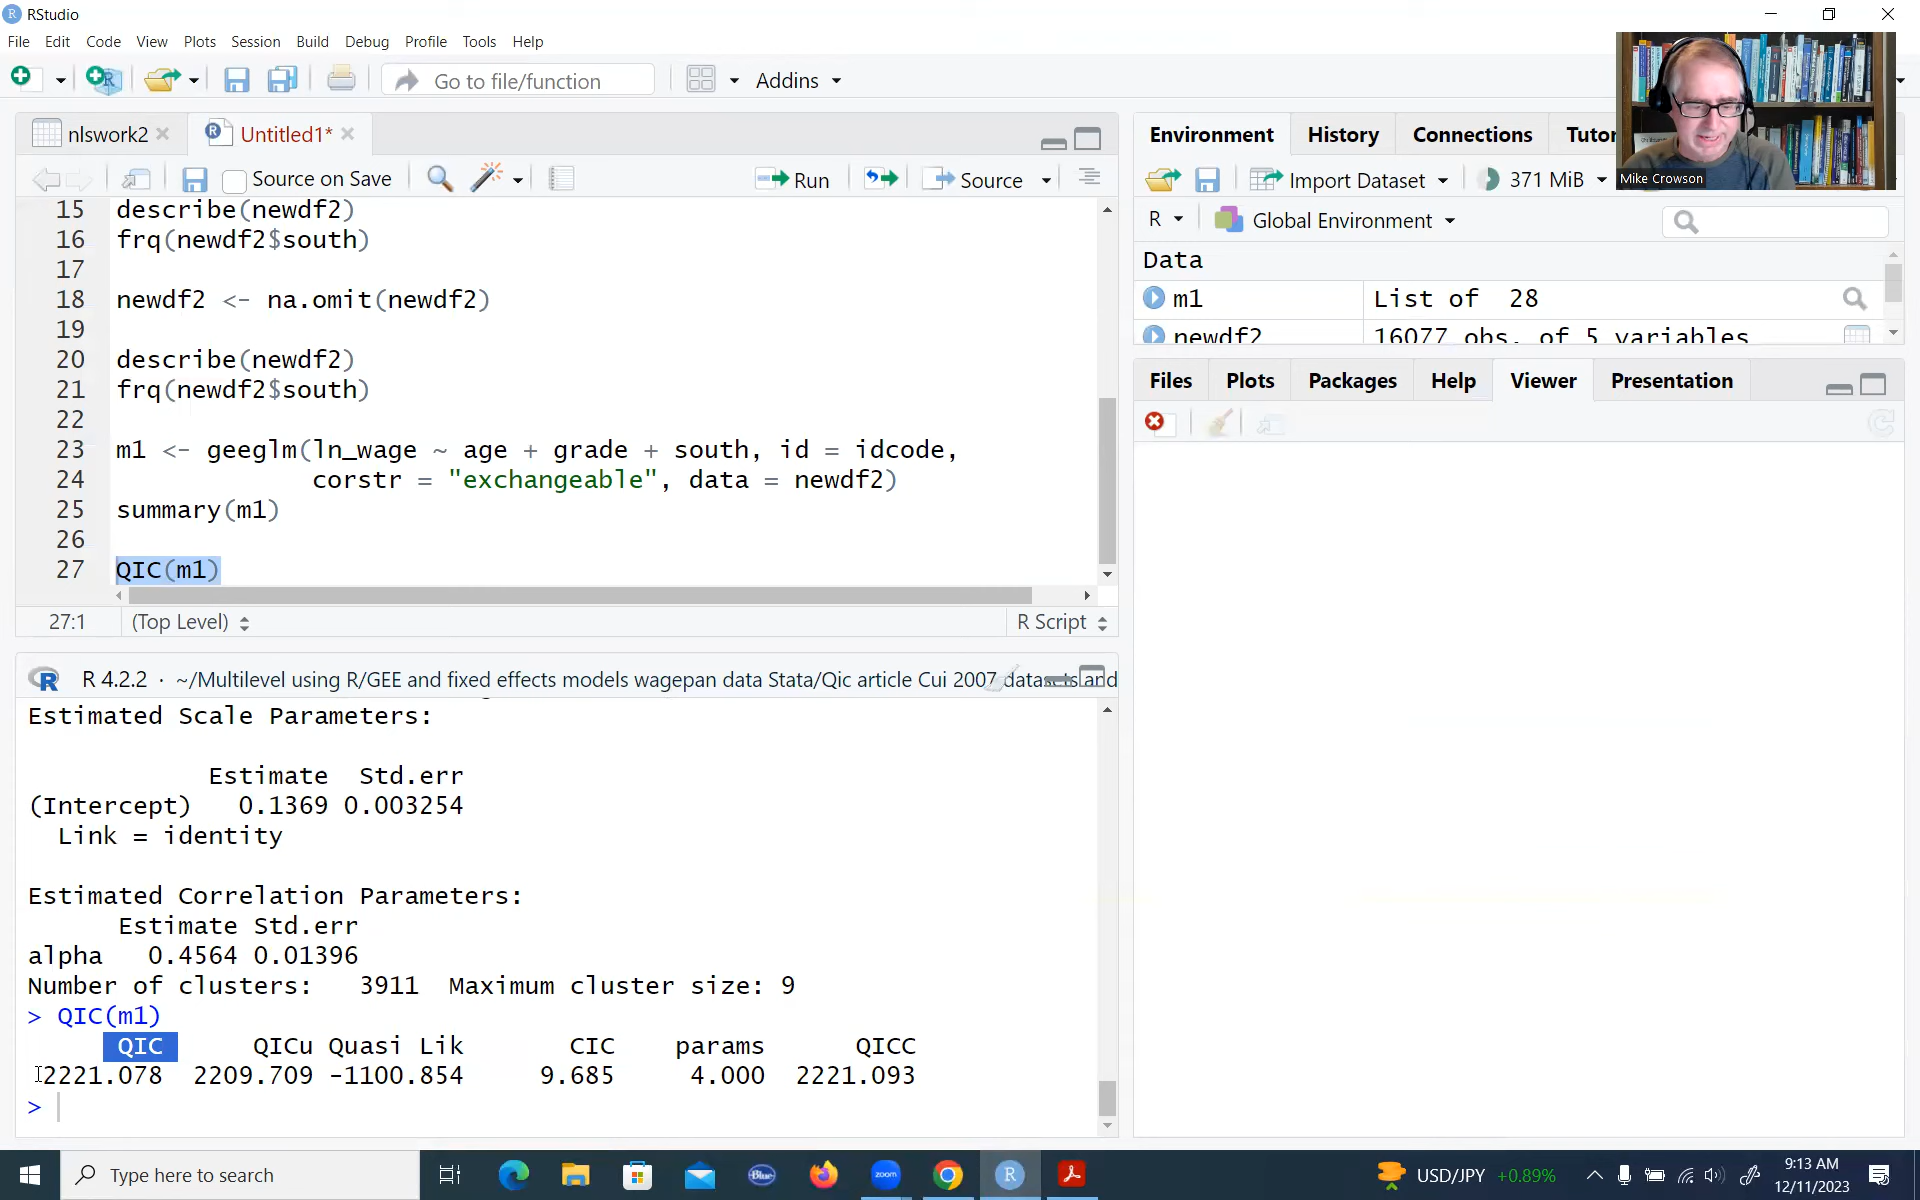 RStudio
File Edit Code View Plots Session Build Debug Profile Tools Help
Go to file/function Addins
Mike Crowson
nlswork2 Untitled1*
Source on Save Run Source
15 describe(newdf2)
16 frq(newdf2$south)
17
18 newdf2 <- na.omit(newdf2)
19
20 describe(newdf2)
21 frq(newdf2$south)
22
23 m1 <- geeglm(ln_wage ~ age + grade + south, id = idcode,
24 corstr = "exchangeable", data = newdf2)
25 summary(m1)
26
27 QIC(m1)
27:1 (Top Level) R Script
R 4.2.2 · ~/Multilevel using R/GEE and fixed effects models wagepan data Stata/Qic article Cui 2007 datasets and
Estimated Scale Parameters:
Estimate Std.err
(Intercept) 0.1369 0.003254
Link = identity
Estimated Correlation Parameters:
Estimate Std.err
alpha 0.4564 0.01396
Number of clusters: 3911 Maximum cluster size: 9
> QIC(m1)
QIC QICu Quasi Lik CIC params QICC
2221.078 2209.709 -1100.854 9.685 4.000 2221.093
>
Environment History Connections Tutor
Import Dataset 371 MiB
R Global Environment
Data
m1 List of 28
newdf2 16077 obs. of 5 variables
Files Plots Packages Help Viewer Presentation
Type here to search
Blue
zoom
R
USD/JPY +0.89%
9:13 AM
12/11/2023